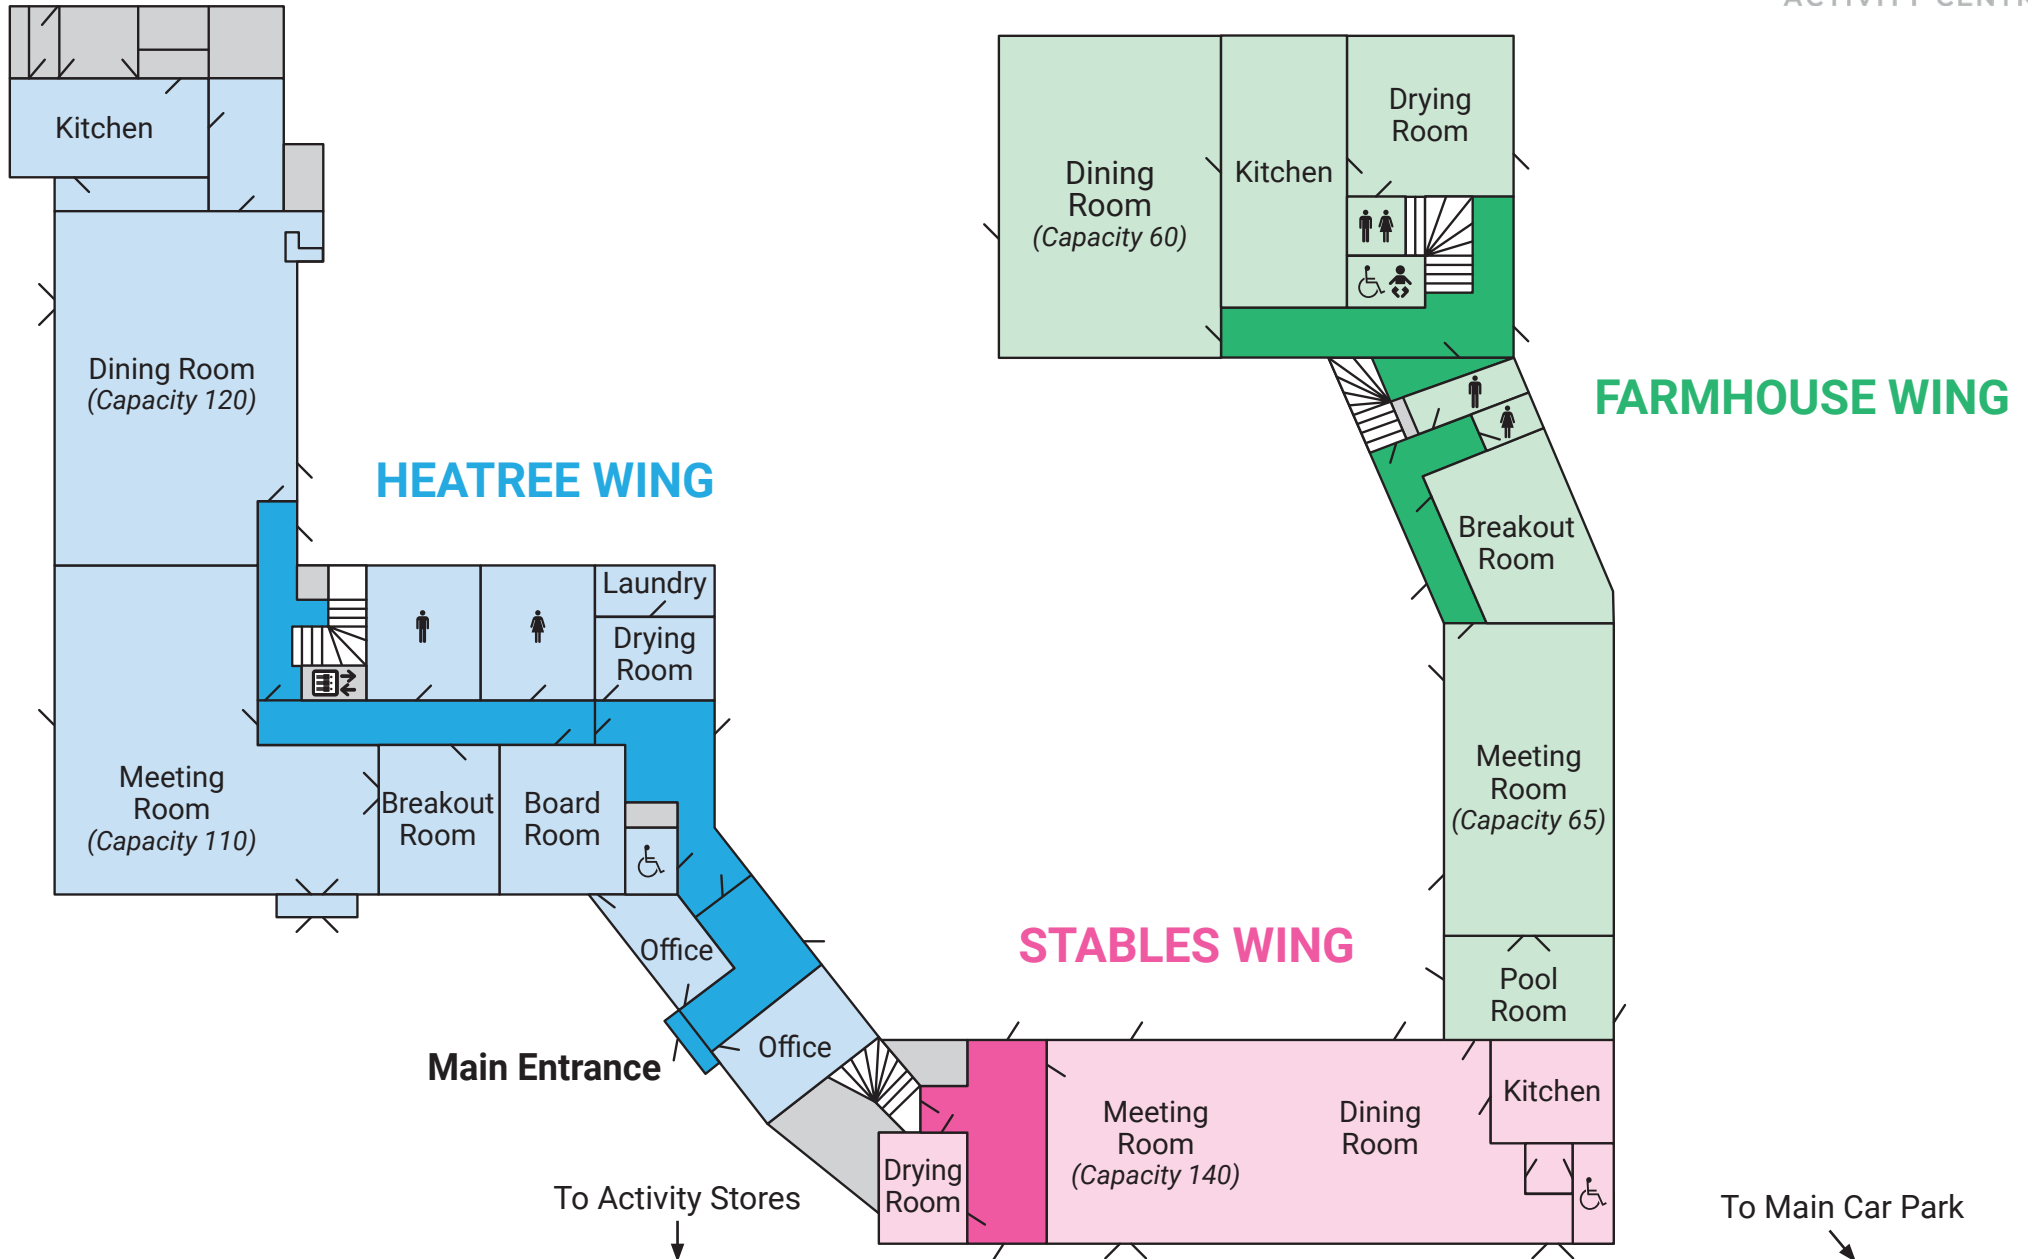 Kitchen
Dining Room
(Capacity 120)
HEATREE WING
Laundry
Drying
Room
Meeting
Room
(Capacity 110)
Breakout
Room
Board
Room
Office
Office
Main Entrance
To Activity Stores
Dining
Room
(Capacity 60)
Kitchen
Drying
Room
FARMHOUSE WING
Breakout
Room
Meeting
Room
(Capacity 65)
Pool
Room
STABLES WING
Drying
Room
Meeting
Room
(Capacity 140)
Dining
Room
Kitchen
To Main Car Park